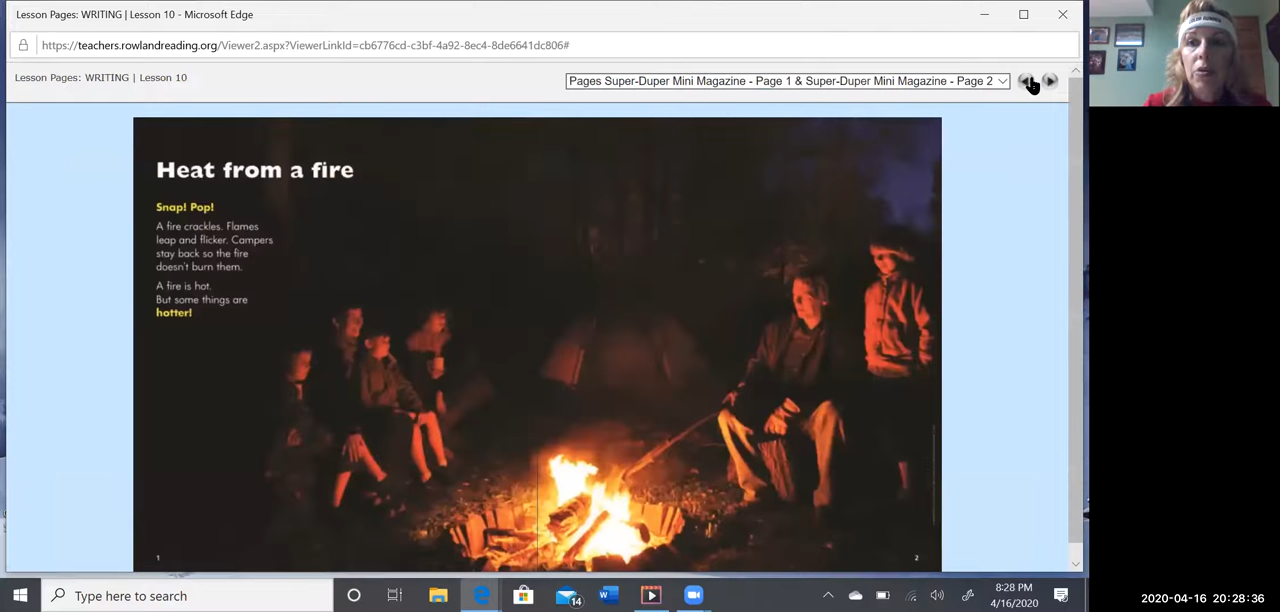 Lesson Pages: WRITING | Lesson 10 - Microsoft Edge
https://teachers.rowlandreading.org/Viewer2.aspx?ViewerLinkId=cb6776cd-c3bf-4a92-8ec4-8de6641dc806#
Lesson Pages: WRITING | Lesson 10
Pages Super-Duper Mini Magazine - Page 1 & Super-Duper Mini Magazine - Page 2
Heat from a fire
Snap! Pop!
A fire crackles. Flames
leap and flicker. Campers
stay back so the fire
doesn't burn them.
A fire is hot.
But some things are
hotter!
1
2
Type here to search
14
8:28 PM
4/16/2020
2020-04-16 20:28:36